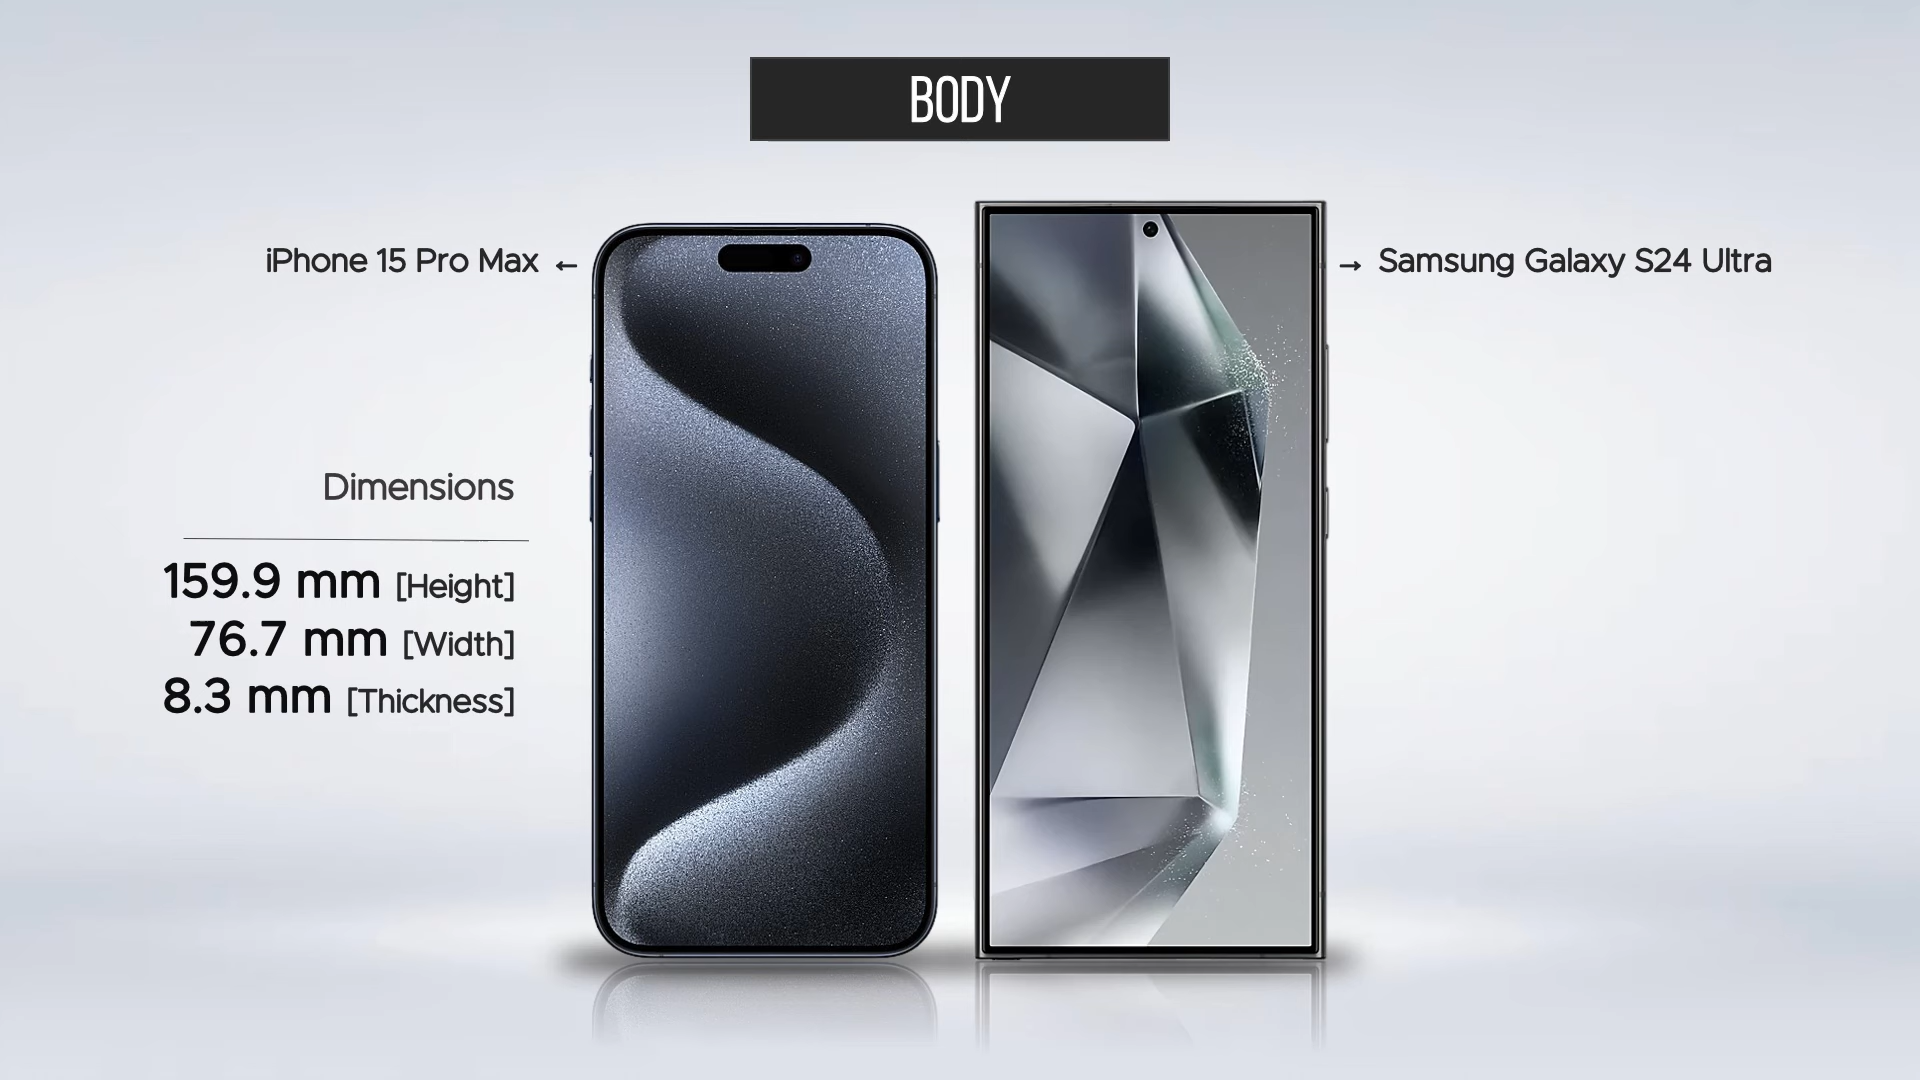 BODY
iPhone 15 Pro Max ←
→ Samsung Galaxy S24 Ultra
Dimensions
159.9 mm [Height]
76.7 mm [Width]
8.3 mm [Thickness]